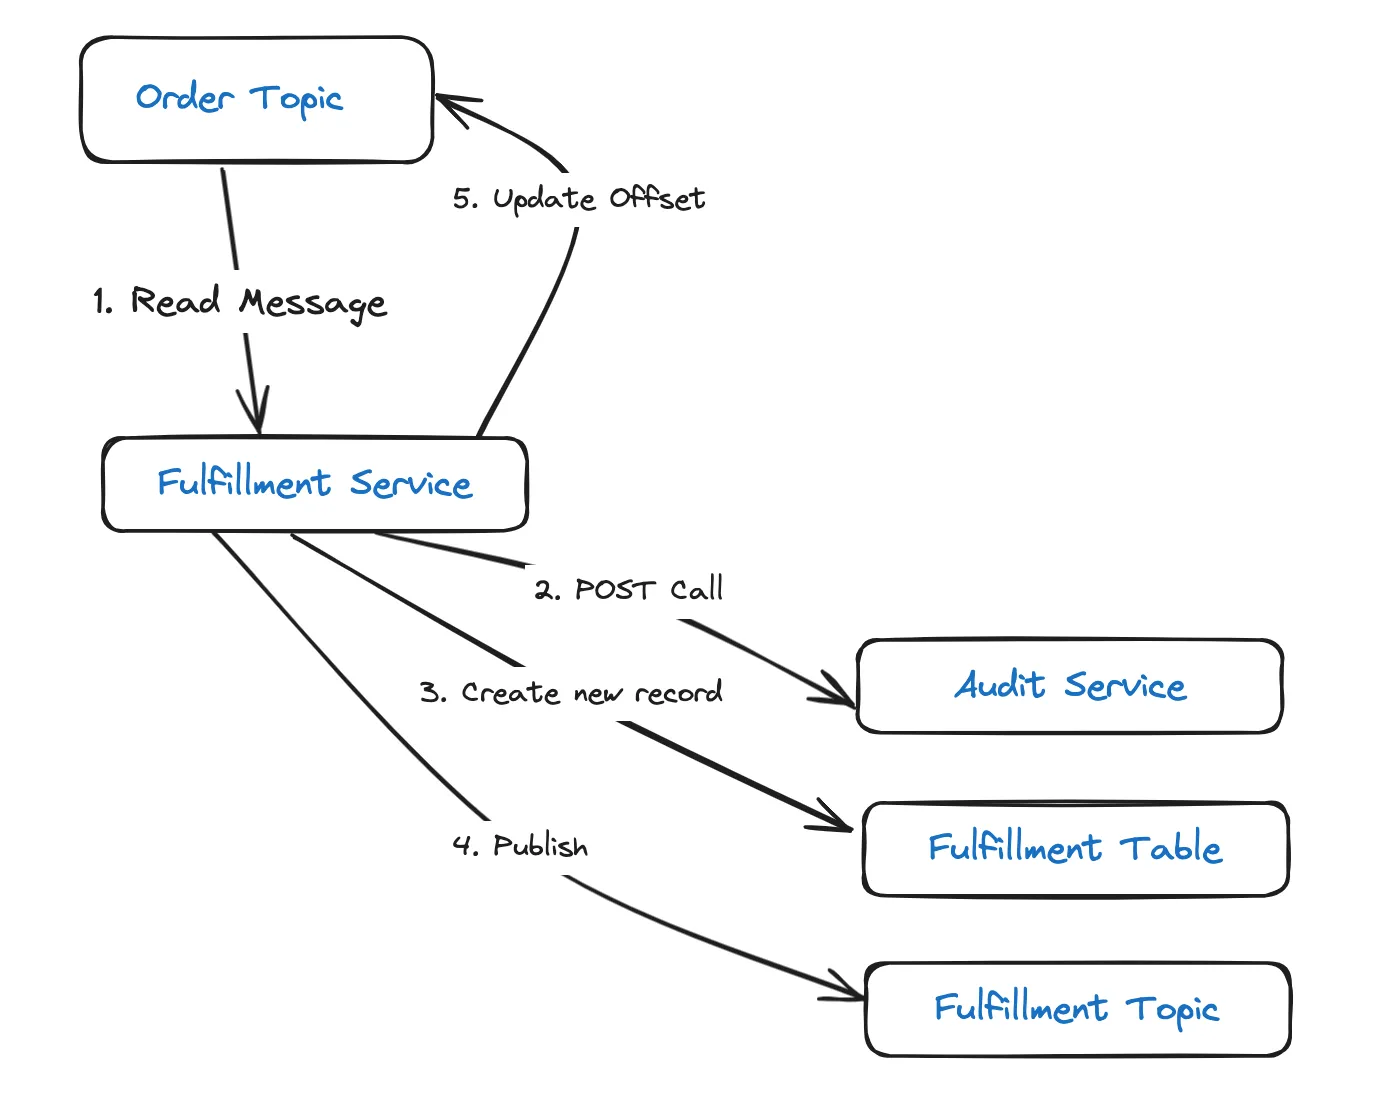 Order Topic
5. Update Offset
1. Read Message
Fulfillment Service
2. POST Call
Audit Service
3. Create new record
Fulfillment Table
4. Publish
Fulfillment Topic